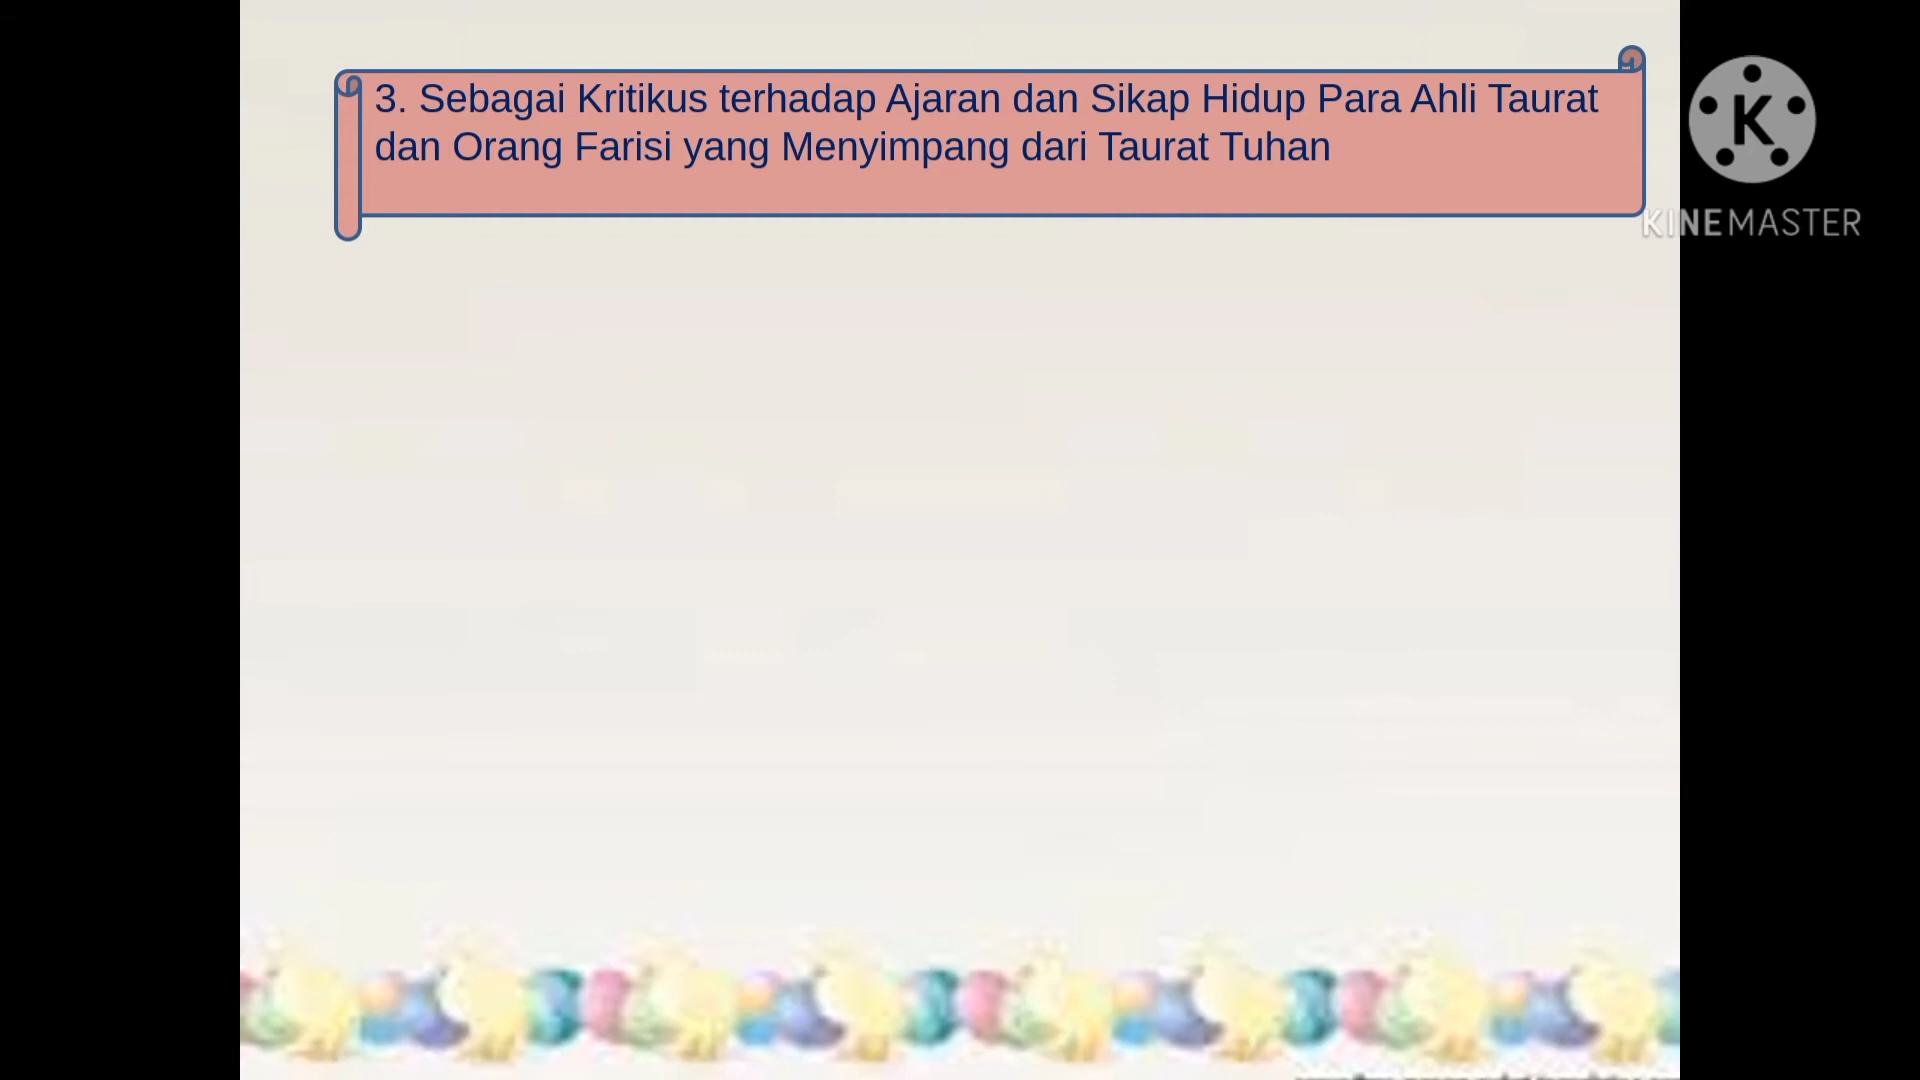 3. Sebagai Kritikus terhadap Ajaran dan Sikap Hidup Para Ahli Taurat
dan Orang Farisi yang Menyimpang dari Taurat Tuhan
K
KINEMASTER